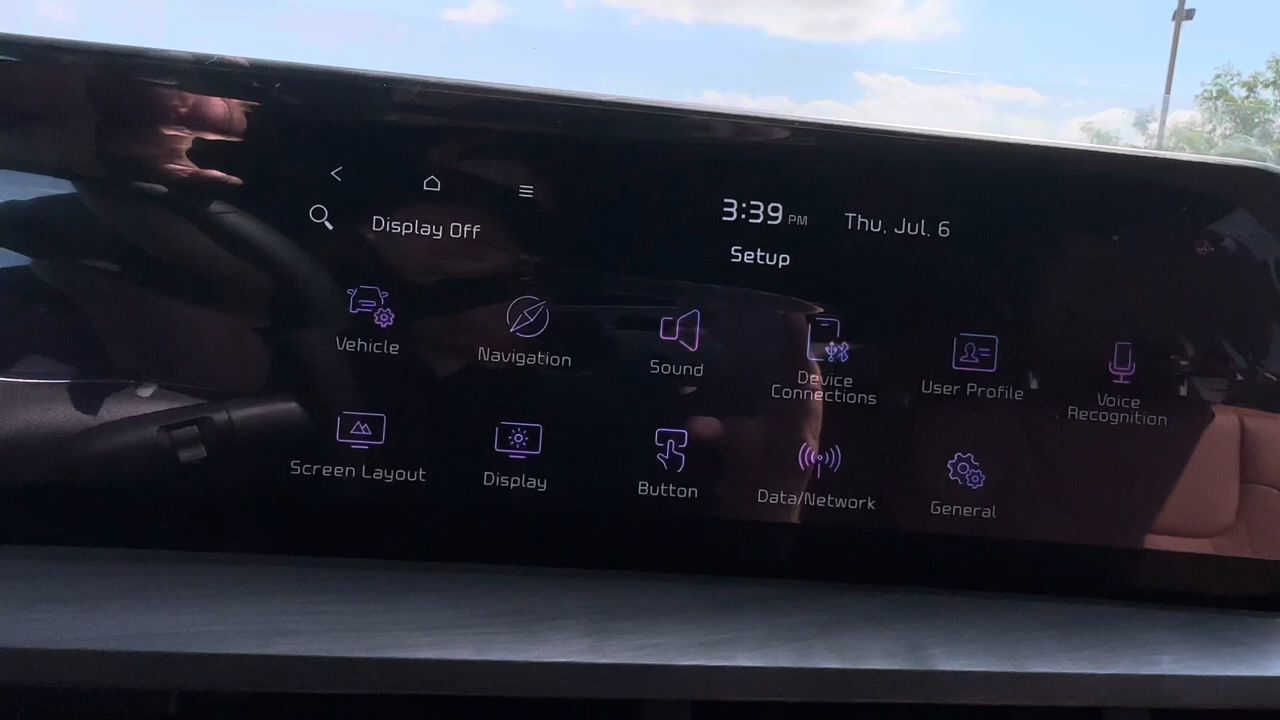 3:39 PM Thu, Jul. 6
Display Off
Setup
Vehicle
Navigation
Sound
Device
Connections
User Profile
Voice
Recognition
Screen Layout
Display
Button
Data/Network
General